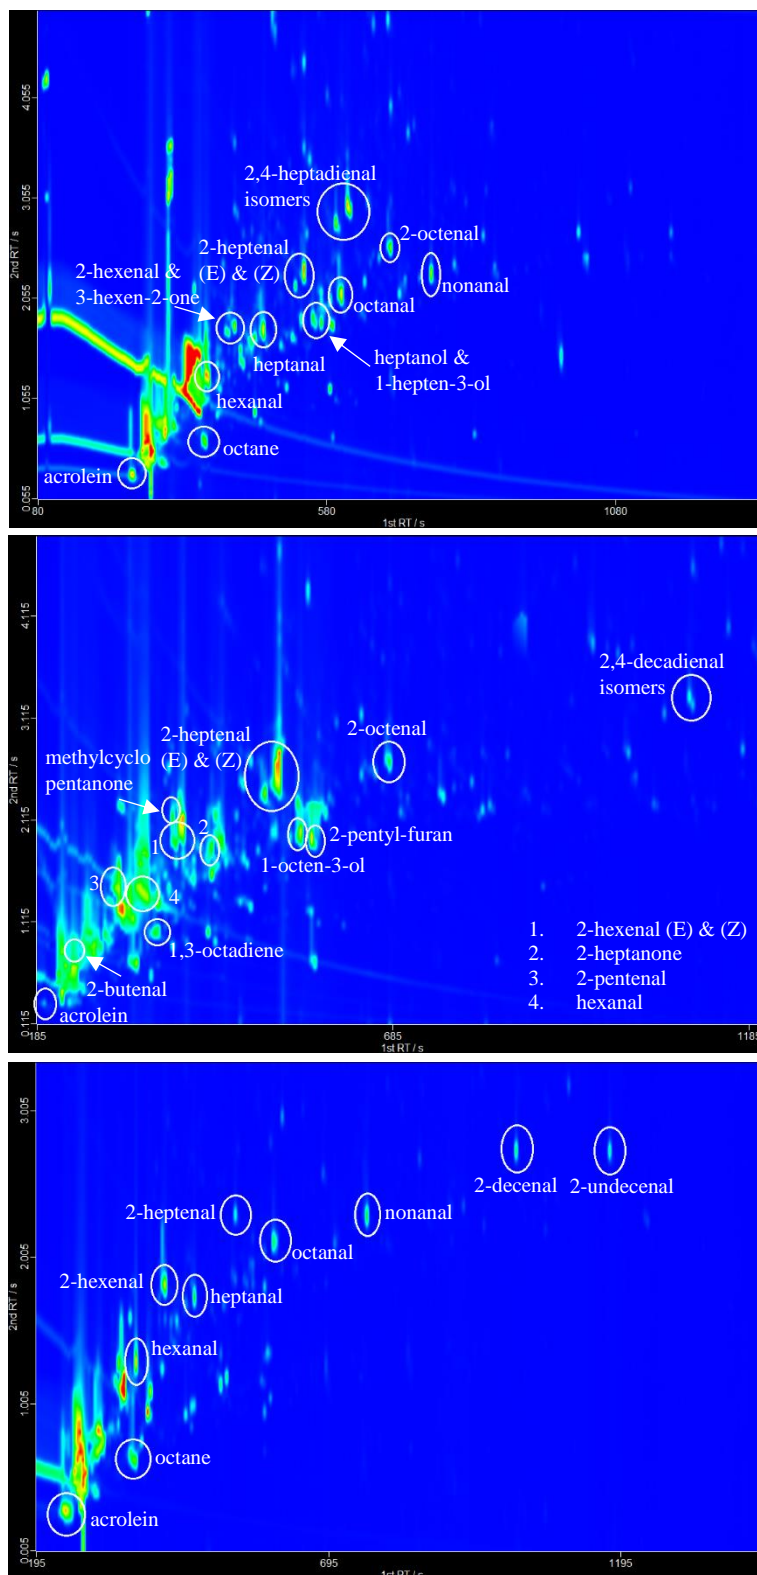 4.055
3.055
2.055
1.055
0.055
2nd RT / s
2,4-heptadienal
isomers
2-octenal
2-heptenal
(E) & (Z)
nonanal
2-hexenal &
3-hexen-2-one
octanal
heptanal
heptanol &
1-hepten-3-ol
hexanal
octane
acrolein
80
580
1080
1st RT / s
4.115
3.115
2.115
1.115
0.115
2nd RT / s
2,4-decadienal
isomers
2-octenal
2-heptenal
(E) & (Z)
methylcyclo
pentanone
2
1
2-pentyl-furan
1-octen-3-ol
3
4
1,3-octadiene
2-butenal
acrolein
1. 2-hexenal (E) & (Z)
2. 2-heptanone
3. 2-pentenal
4. hexanal
185
685
1185
1st RT / s
3.005
2.005
1.005
0.005
2nd RT / s
2-decenal
2-undecenal
2-heptenal
nonanal
octanal
2-hexenal
heptanal
hexanal
octane
acrolein
195
695
1195
1st RT / s